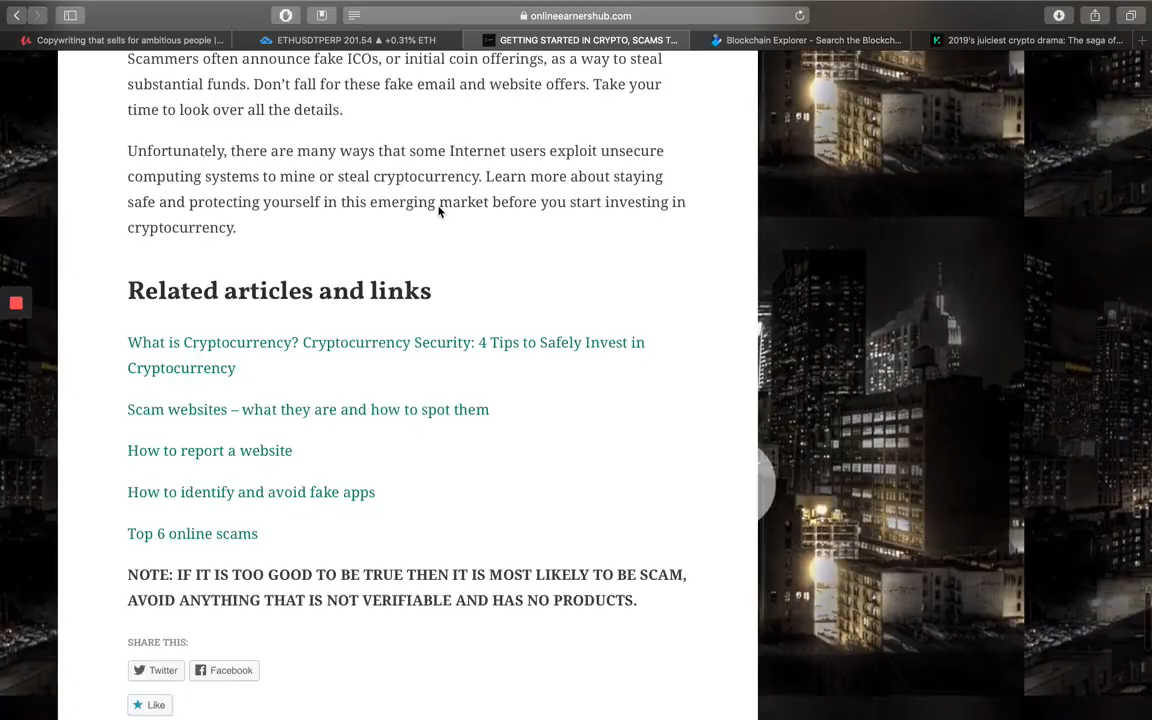 onlineearnershub.com
Copywriting that sells for ambitious people |...
ETHUSDTPERP 201.54 ▲ +0.31% ETH
GETTING STARTED IN CRYPTO, SCAMS T...
Blockchain Explorer - Search the Blockch...
2019's juiciest crypto drama: The saga of...
Scammers often announce fake ICOs, or initial coin offerings, as a way to steal
substantial funds. Don’t fall for these fake email and website offers. Take your
time to look over all the details.
Unfortunately, there are many ways that some Internet users exploit unsecure
computing systems to mine or steal cryptocurrency. Learn more about staying
safe and protecting yourself in this emerging market before you start investing in
cryptocurrency.
Related articles and links
What is Cryptocurrency? Cryptocurrency Security: 4 Tips to Safely Invest in
Cryptocurrency
Scam websites – what they are and how to spot them
How to report a website
How to identify and avoid fake apps
Top 6 online scams
NOTE: IF IT IS TOO GOOD TO BE TRUE THEN IT IS MOST LIKELY TO BE SCAM,
AVOID ANYTHING THAT IS NOT VERIFIABLE AND HAS NO PRODUCTS.
SHARE THIS:
Twitter Facebook
Like